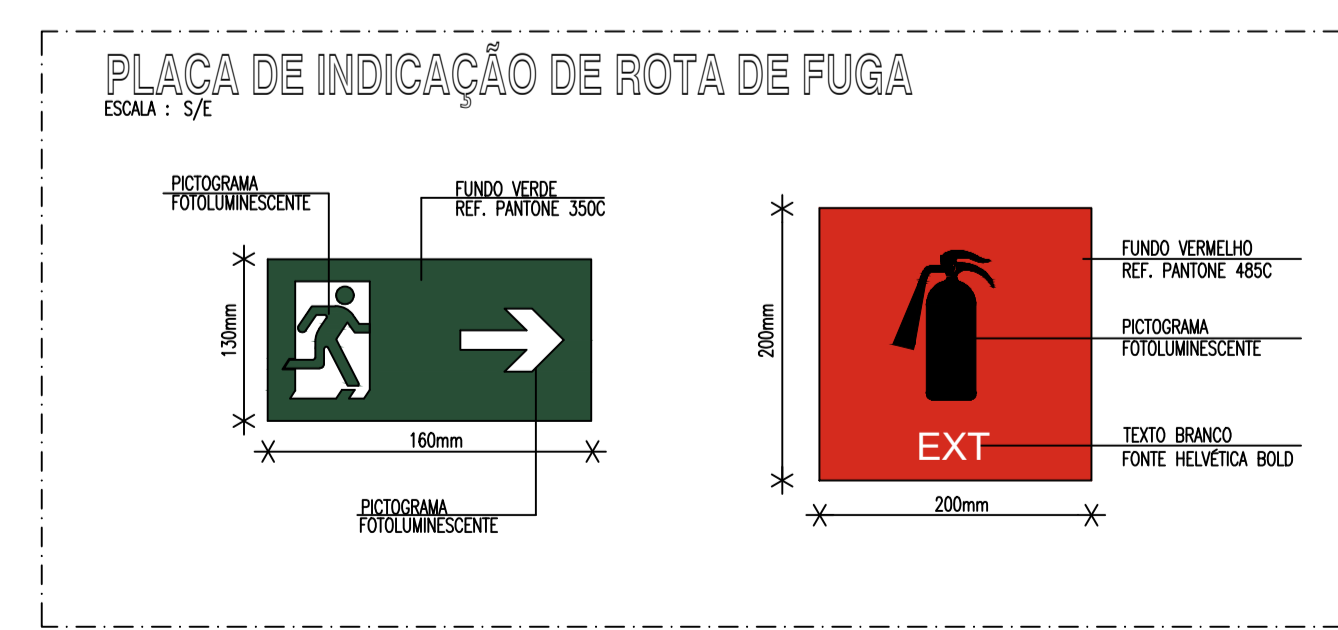 PLACA DE INDICAÇÃO DE ROTA DE FUGA
ESCALA : S/E
PICTOGRAMA
FOTOLUMINESCENTE
FUNDO VERDE
REF. PANTONE 350C
130mm
160mm
PICTOGRAMA
FOTOLUMINESCENTE
200mm
EXT
200mm
FUNDO VERMELHO
REF. PANTONE 485C
PICTOGRAMA
FOTOLUMINESCENTE
TEXTO BRANCO
FONTE HELVÉTICA BOLD